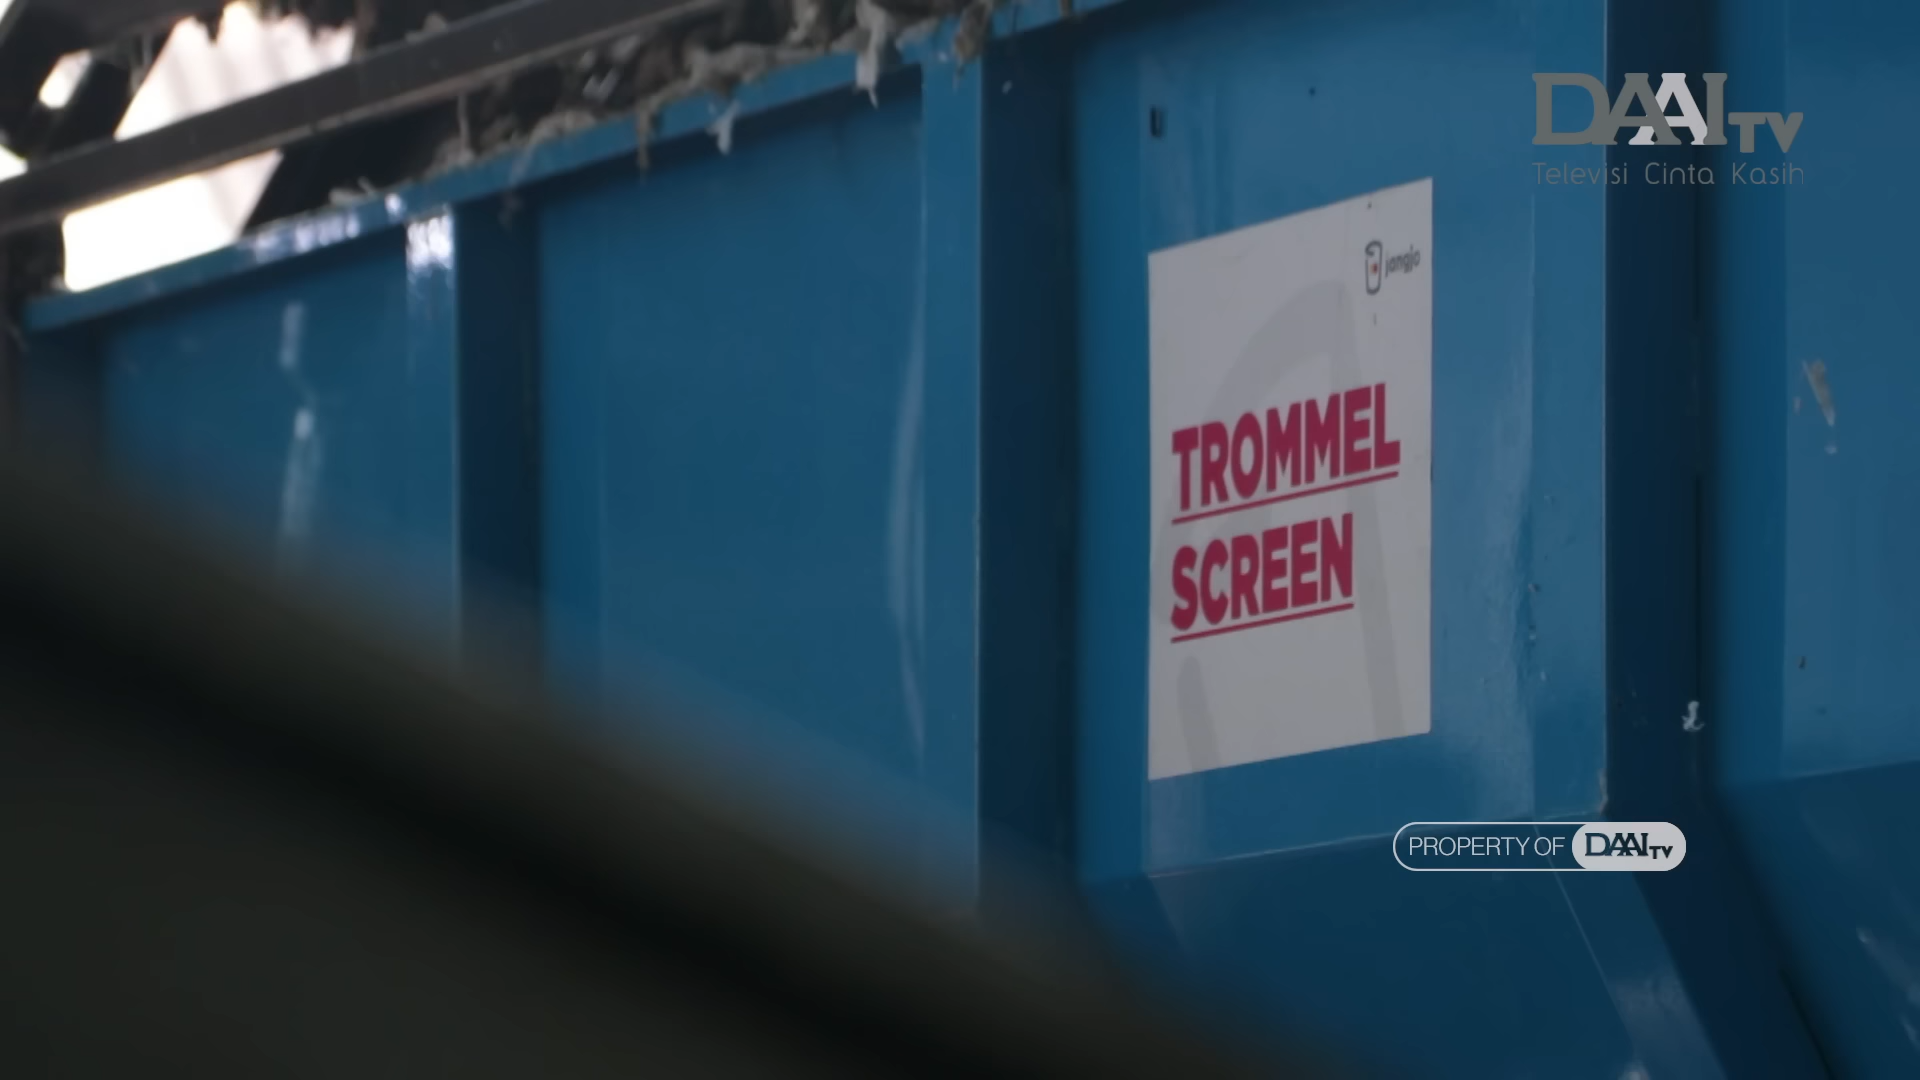 DAAI TV
Televisi Cinta Kasih
jangjo
TROMMEL
SCREEN
PROPERTY OF DAAI TV